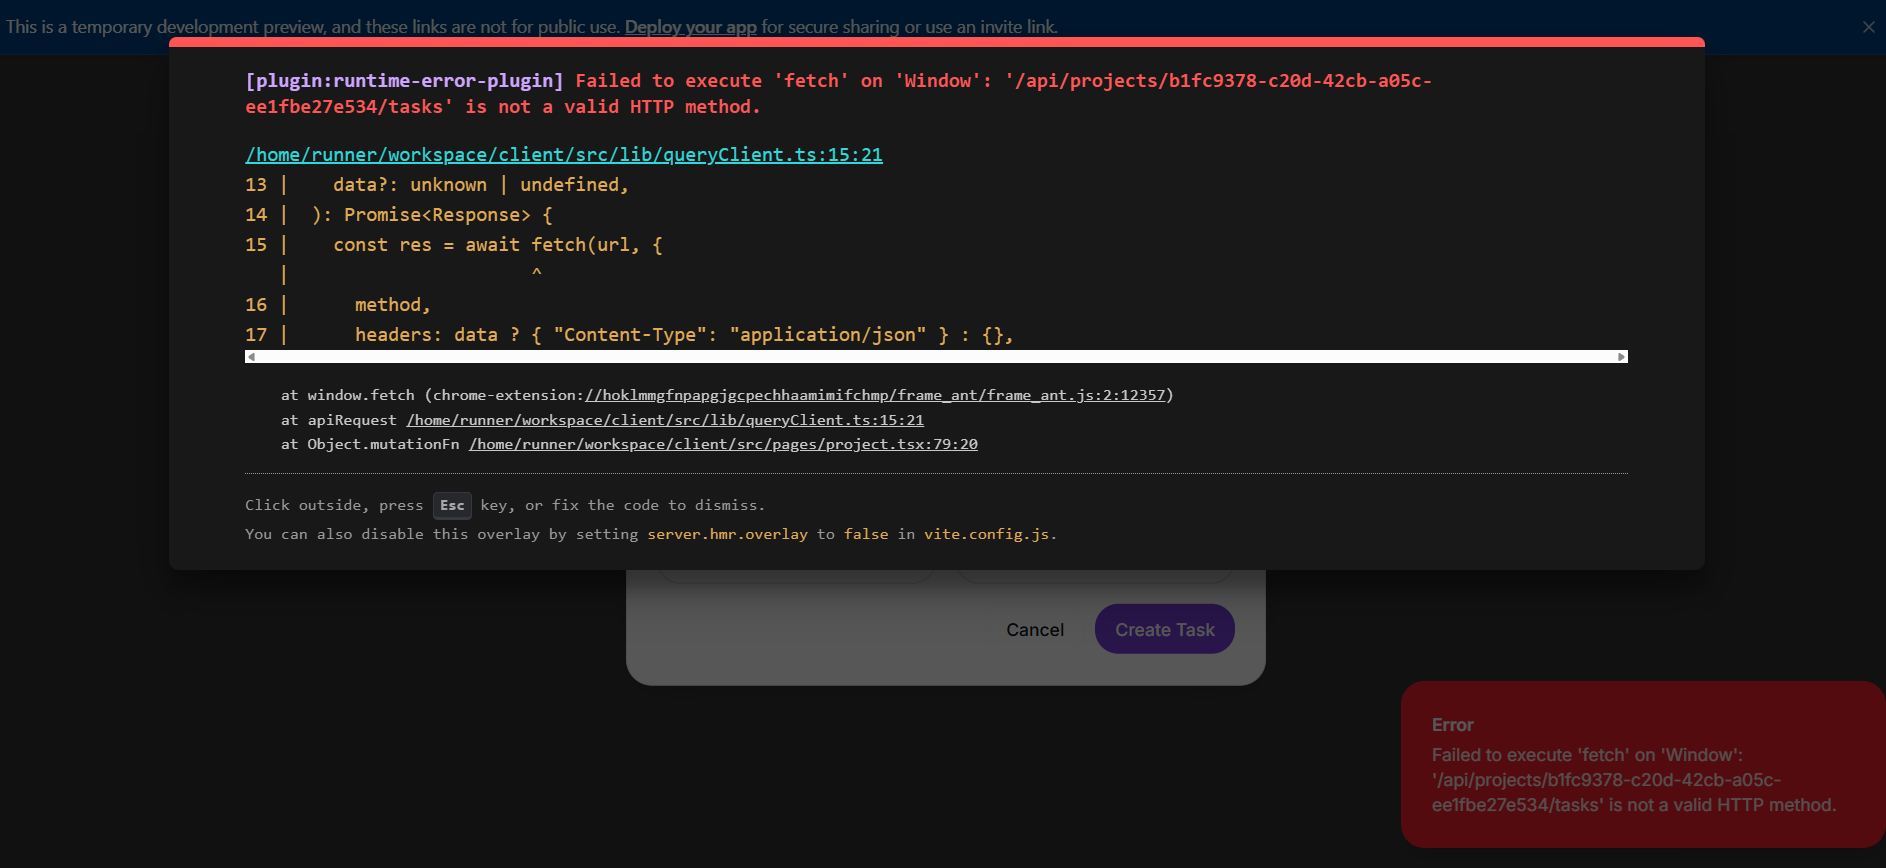 This is a temporary development preview, and these links are not for public use. Deploy your app for secure sharing or use an invite link.
[plugin:runtime-error-plugin] Failed to execute 'fetch' on 'Window': '/api/projects/b1fc9378-c20d-42cb-a05c-
ee1fbe27e534/tasks' is not a valid HTTP method.
/home/runner/workspace/client/src/lib/queryClient.ts:15:21
13 |    data?: unknown | undefined,
14 |  ): Promise<Response> {
15 |    const res = await fetch(url, {
   |                      ^
16 |      method,
17 |      headers: data ? { "Content-Type": "application/json" } : {},
at window.fetch (chrome-extension://hoklmmgfnpapgjgcpechhaamimifchmp/frame_ant/frame_ant.js:2:12357)
at apiRequest /home/runner/workspace/client/src/lib/queryClient.ts:15:21
at Object.mutationFn /home/runner/workspace/client/src/pages/project.tsx:79:20
Click outside, press Esc key, or fix the code to dismiss.
You can also disable this overlay by setting server.hmr.overlay to false in vite.config.js.
Cancel
Create Task
Error
Failed to execute 'fetch' on 'Window':
'/api/projects/b1fc9378-c20d-42cb-a05c-
ee1fbe27e534/tasks' is not a valid HTTP method.